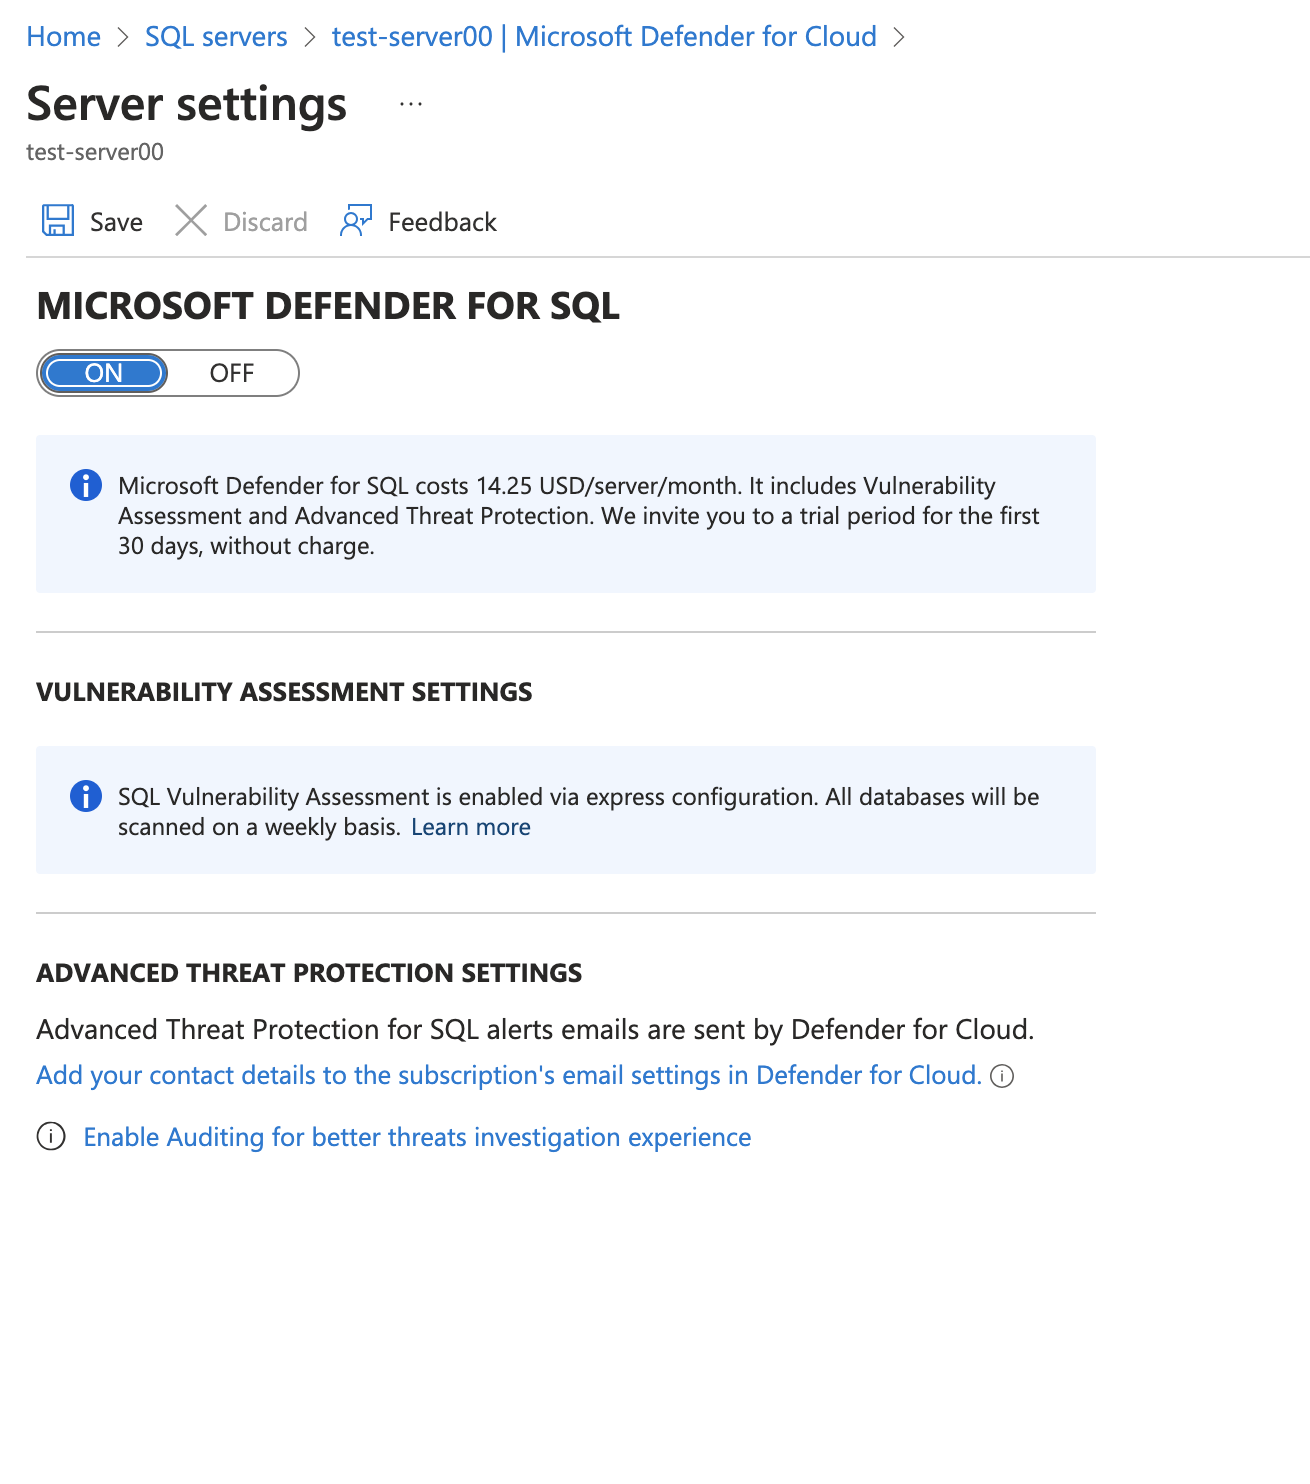 Home > SQL servers > test-server00 | Microsoft Defender for Cloud >
Server settings ...
test-server00
Save Discard Feedback
MICROSOFT DEFENDER FOR SQL
ON OFF
Microsoft Defender for SQL costs 14.25 USD/server/month. It includes Vulnerability
Assessment and Advanced Threat Protection. We invite you to a trial period for the first
30 days, without charge.
VULNERABILITY ASSESSMENT SETTINGS
SQL Vulnerability Assessment is enabled via express configuration. All databases will be
scanned on a weekly basis. Learn more
ADVANCED THREAT PROTECTION SETTINGS
Advanced Threat Protection for SQL alerts emails are sent by Defender for Cloud.
Add your contact details to the subscription's email settings in Defender for Cloud.
Enable Auditing for better threats investigation experience